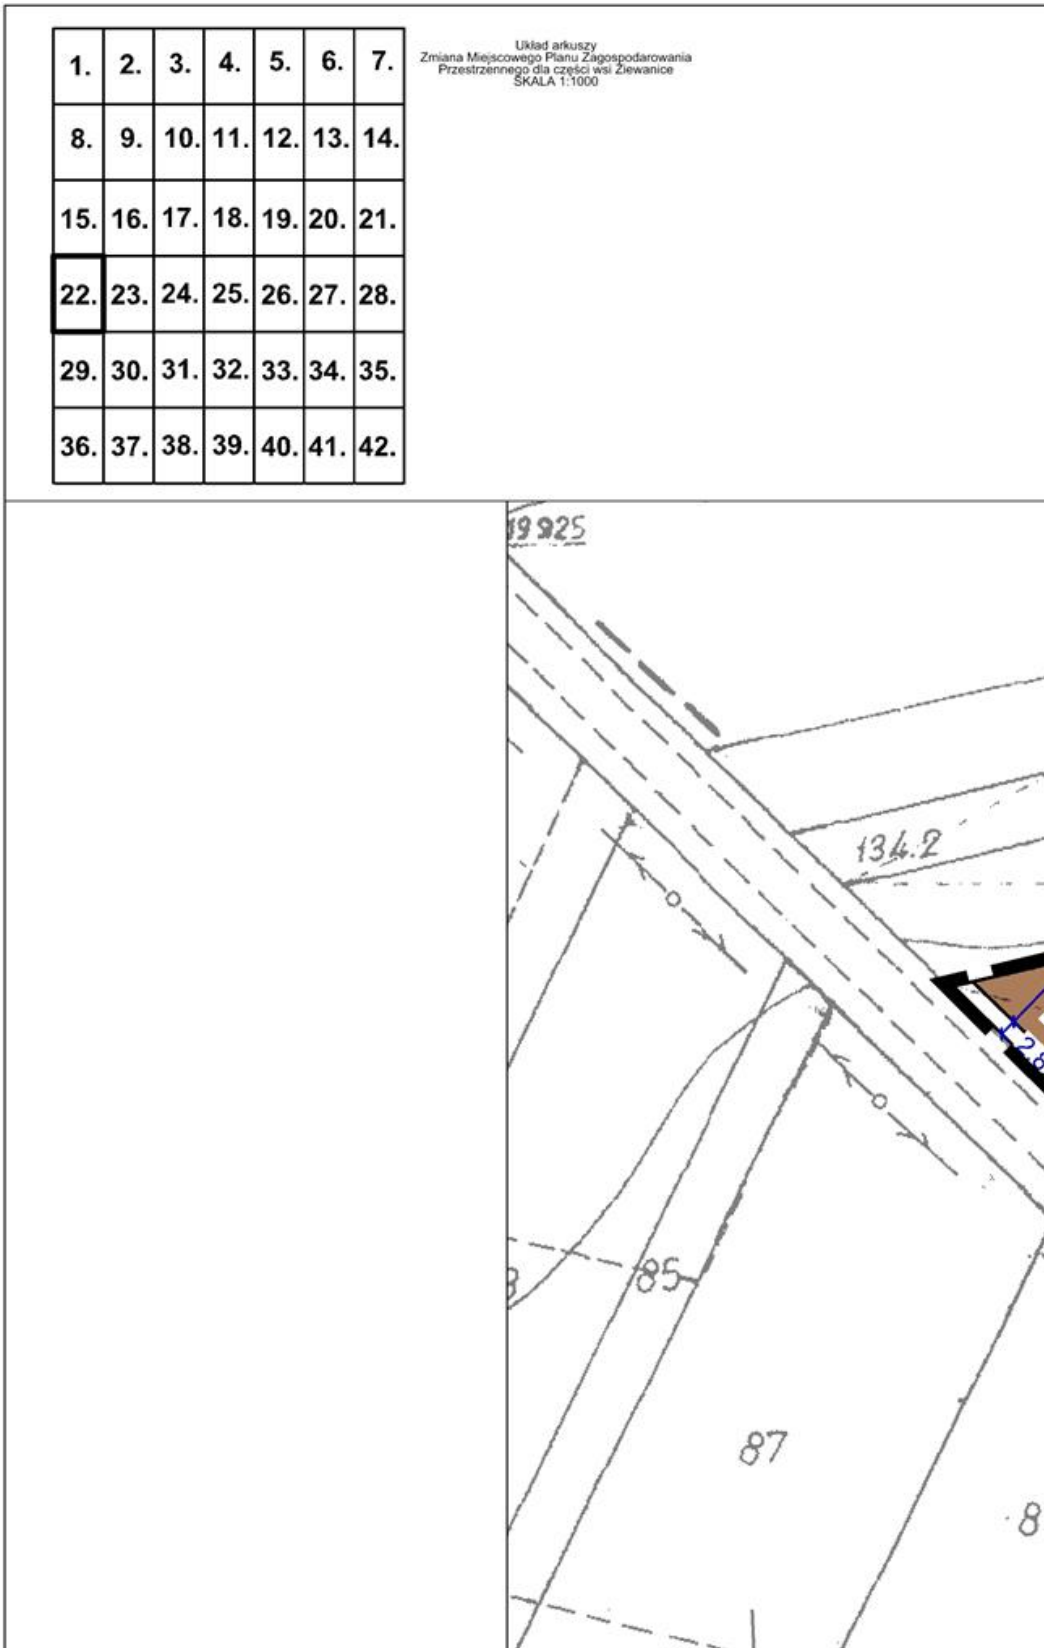 1. 2. 3. 4. 5. 6. 7.
8. 9. 10. 11. 12. 13. 14.
15. 16. 17. 18. 19. 20. 21.
22. 23. 24. 25. 26. 27. 28.
29. 30. 31. 32. 33. 34. 35.
36. 37. 38. 39. 40. 41. 42.
Układ arkuszy
Zmiana Miejscowego Planu Zagospodarowania
Przestrzennego dla części wsi Ziewanice
SKALA 1:1000
134.2
85
87
8